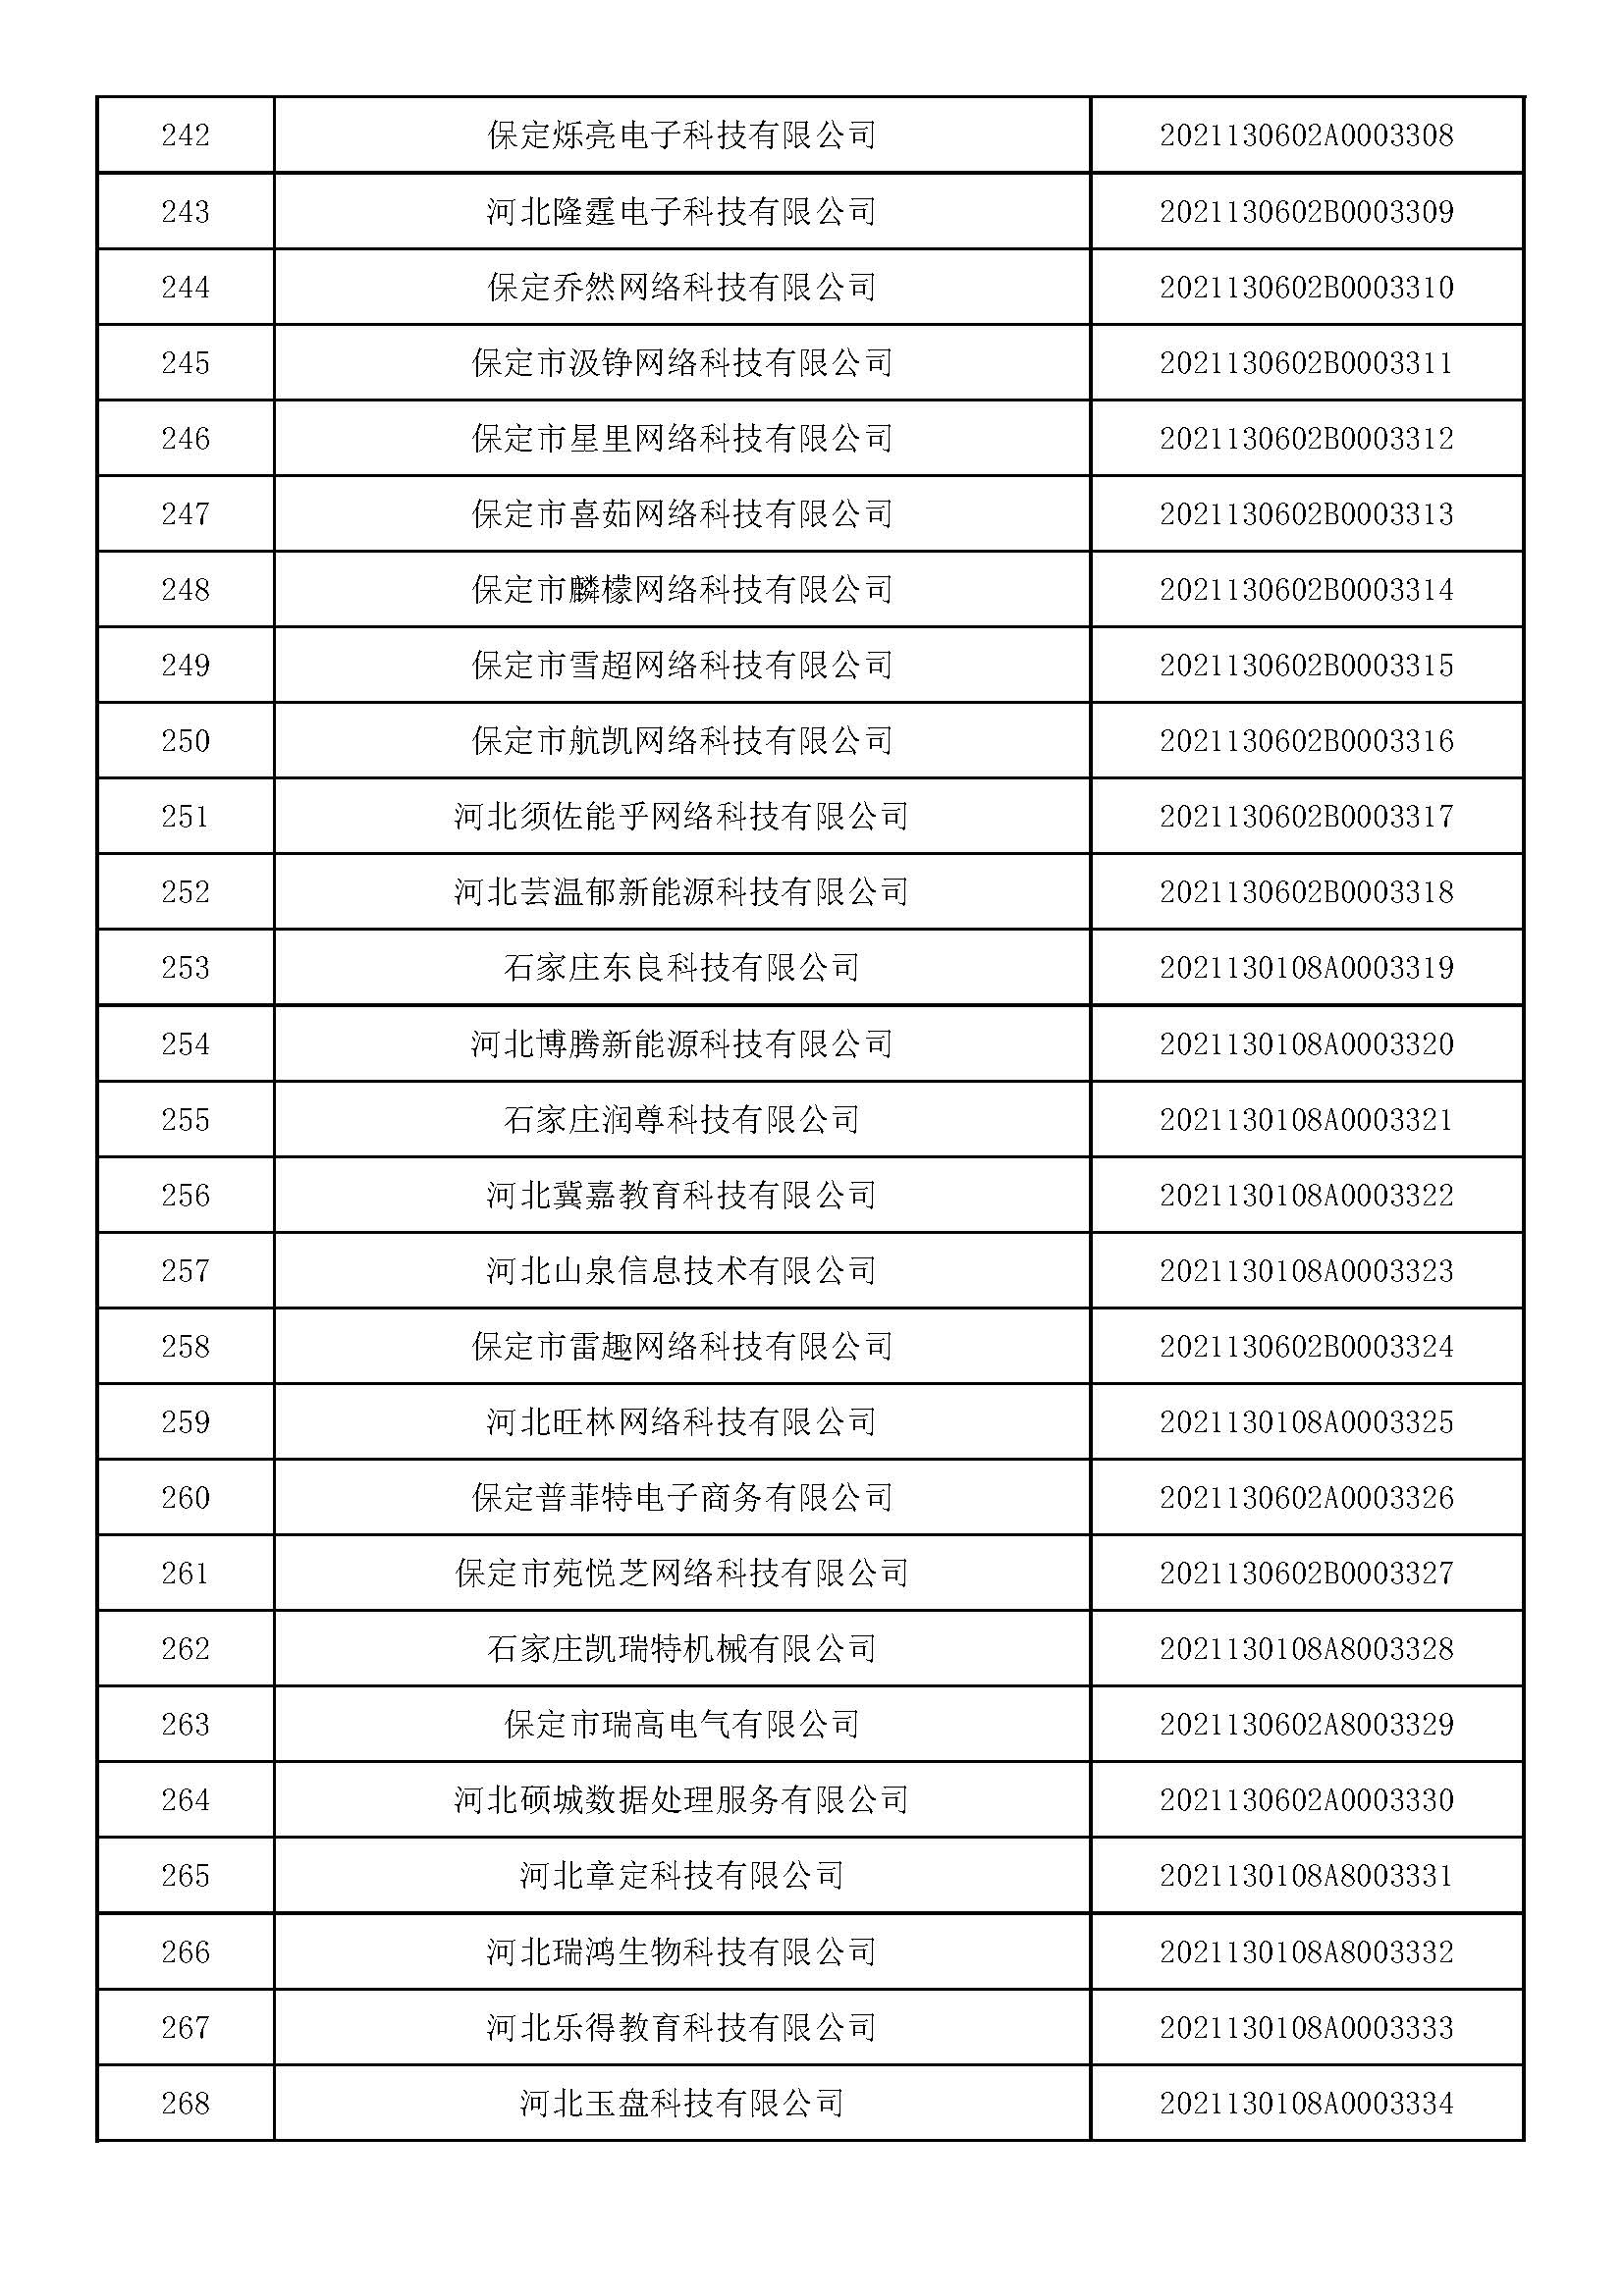 242 保定烁亮电子科技有限公司 2021130602A0003308
243 河北隆霆电子科技有限公司 2021130602B0003309
244 保定乔然网络科技有限公司 2021130602B0003310
245 保定市汲铮网络科技有限公司 2021130602B0003311
246 保定市星里网络科技有限公司 2021130602B0003312
247 保定市喜茹网络科技有限公司 2021130602B0003313
248 保定市麟檬网络科技有限公司 2021130602B0003314
249 保定市雪超网络科技有限公司 2021130602B0003315
250 保定市航凯网络科技有限公司 2021130602B0003316
251 河北须佐能乎网络科技有限公司 2021130602B0003317
252 河北芸温郁新能源科技有限公司 2021130602B0003318
253 石家庄东良科技有限公司 2021130108A0003319
254 河北博腾新能源科技有限公司 2021130108A0003320
255 石家庄润尊科技有限公司 2021130108A0003321
256 河北冀嘉教育科技有限公司 2021130108A0003322
257 河北山泉信息技术有限公司 2021130108A0003323
258 保定市雷趣网络科技有限公司 2021130602B0003324
259 河北旺林网络科技有限公司 2021130108A0003325
260 保定普菲特电子商务有限公司 2021130602A0003326
261 保定市苑悦芝网络科技有限公司 2021130602B0003327
262 石家庄凯瑞特机械有限公司 2021130108A8003328
263 保定市瑞高电气有限公司 2021130602A8003329
264 河北硕城数据处理服务有限公司 2021130602A0003330
265 河北章定科技有限公司 2021130108A8003331
266 河北瑞鸿生物科技有限公司 2021130108A8003332
267 河北乐得教育科技有限公司 2021130108A0003333
268 河北玉盘科技有限公司 2021130108A0003334